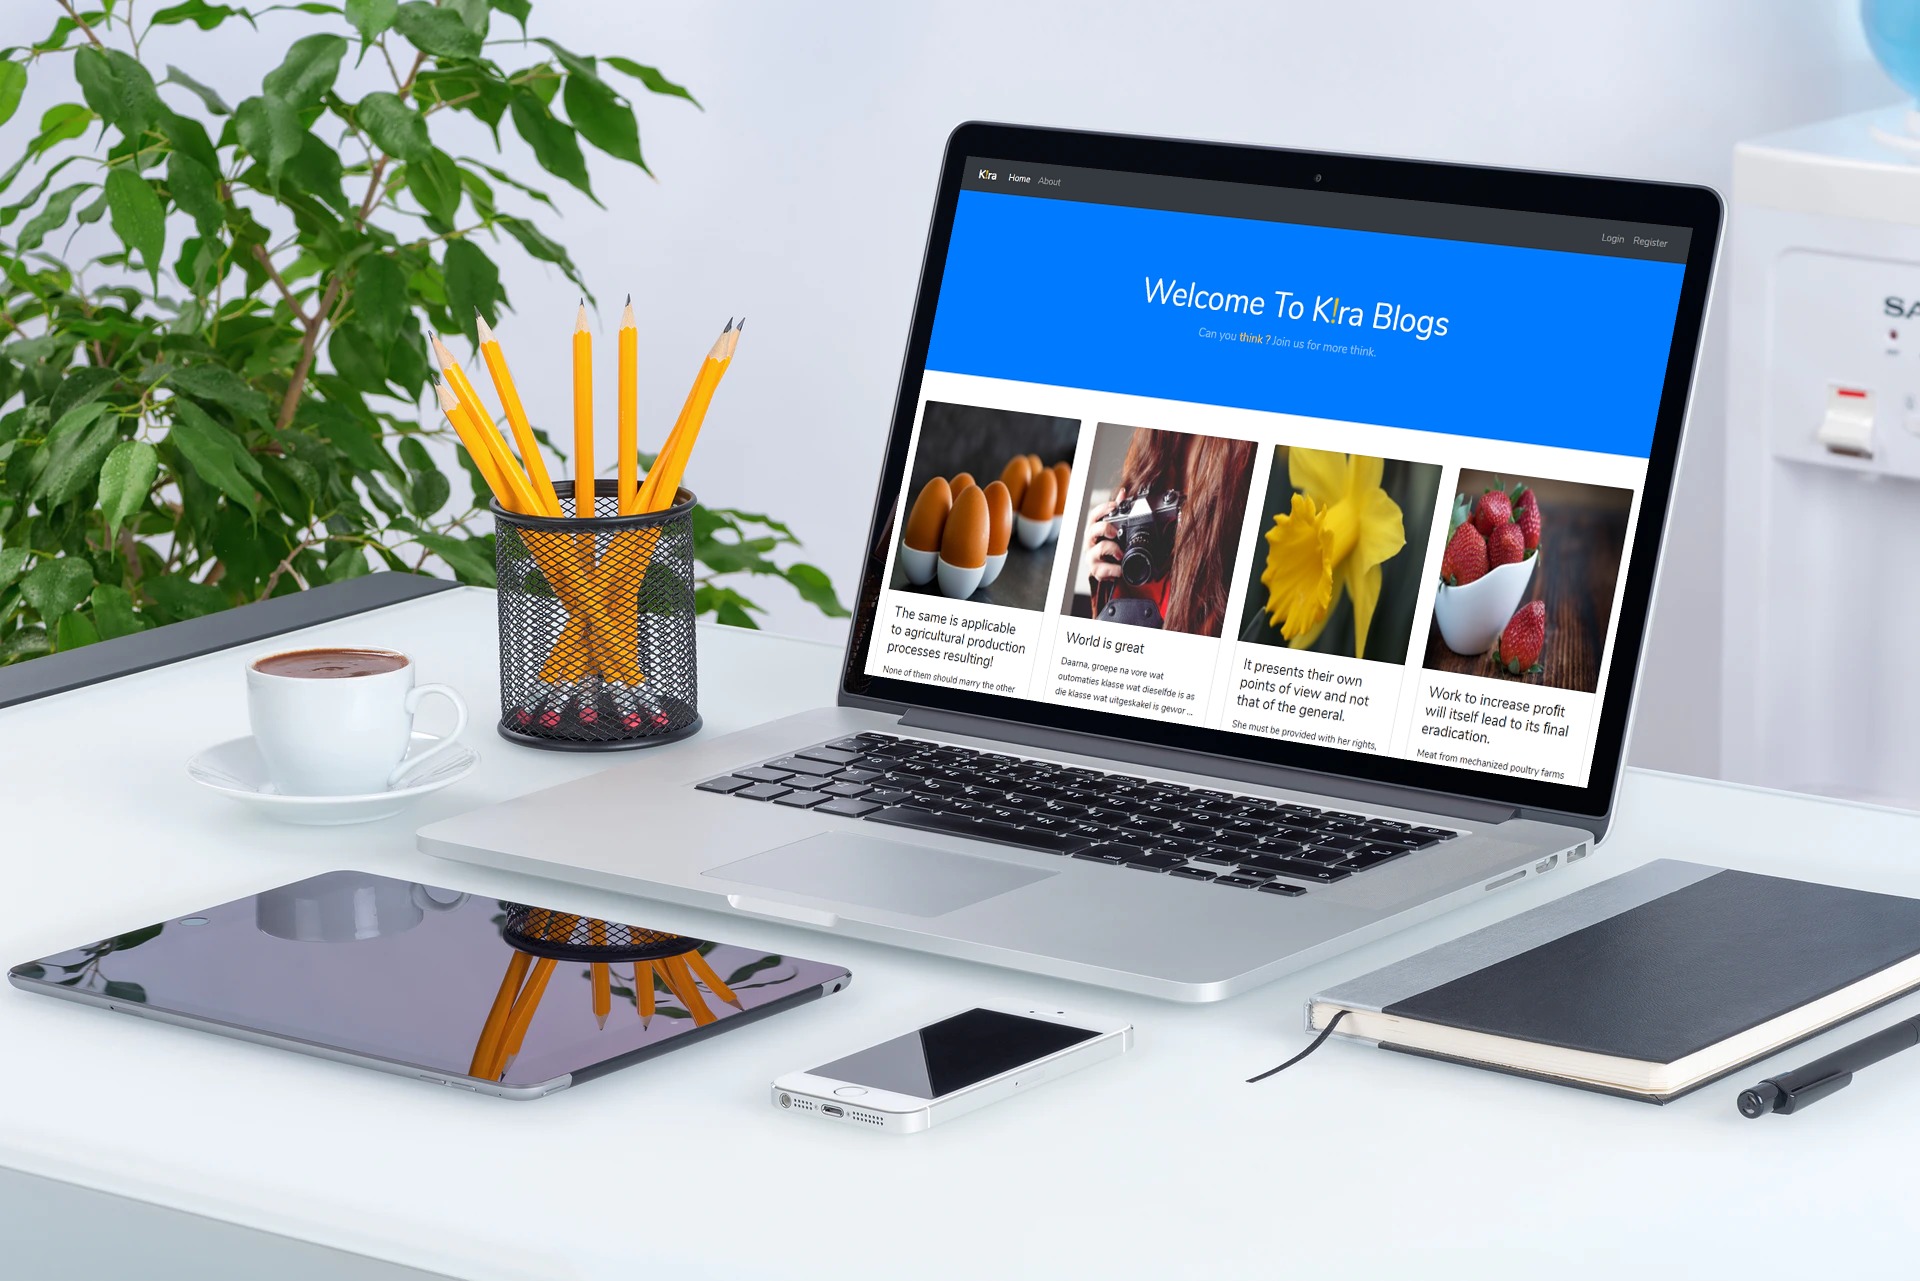 K!ra Home About
Login Register
Welcome To K!ra Blogs
Can you think ? Join us for more think.
The same is applicable
to agricultural production
processes resulting!
None of them should marry the other
World is great
Daarna, groepe na vore wat
outomaties klasse wat dieselfde is as
die klasse wat uitgeskakel is gewor ...
It presents their own
points of view and not
that of the general.
She must be provided with her rights,
Work to increase profit
will itself lead to its final
eradication.
Meat from mechanized poultry farms
SA